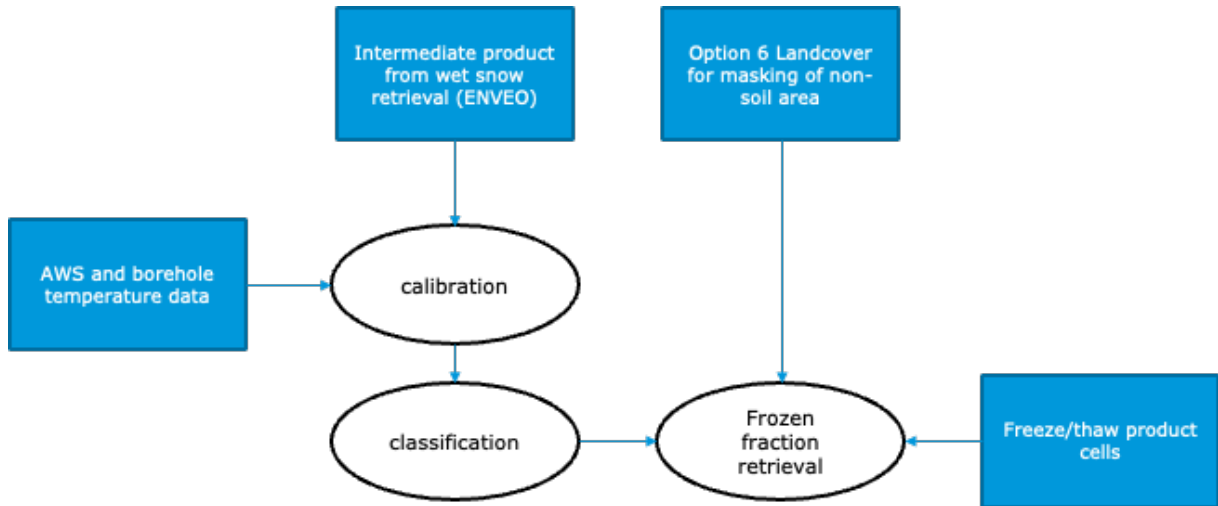 Intermediate product
from wet snow
retrieval (ENVEO)
Option 6 Landcover
for masking of non-
soil area
AWS and borehole
temperature data
calibration
classification
Frozen
fraction
retrieval
Freeze/thaw product
cells